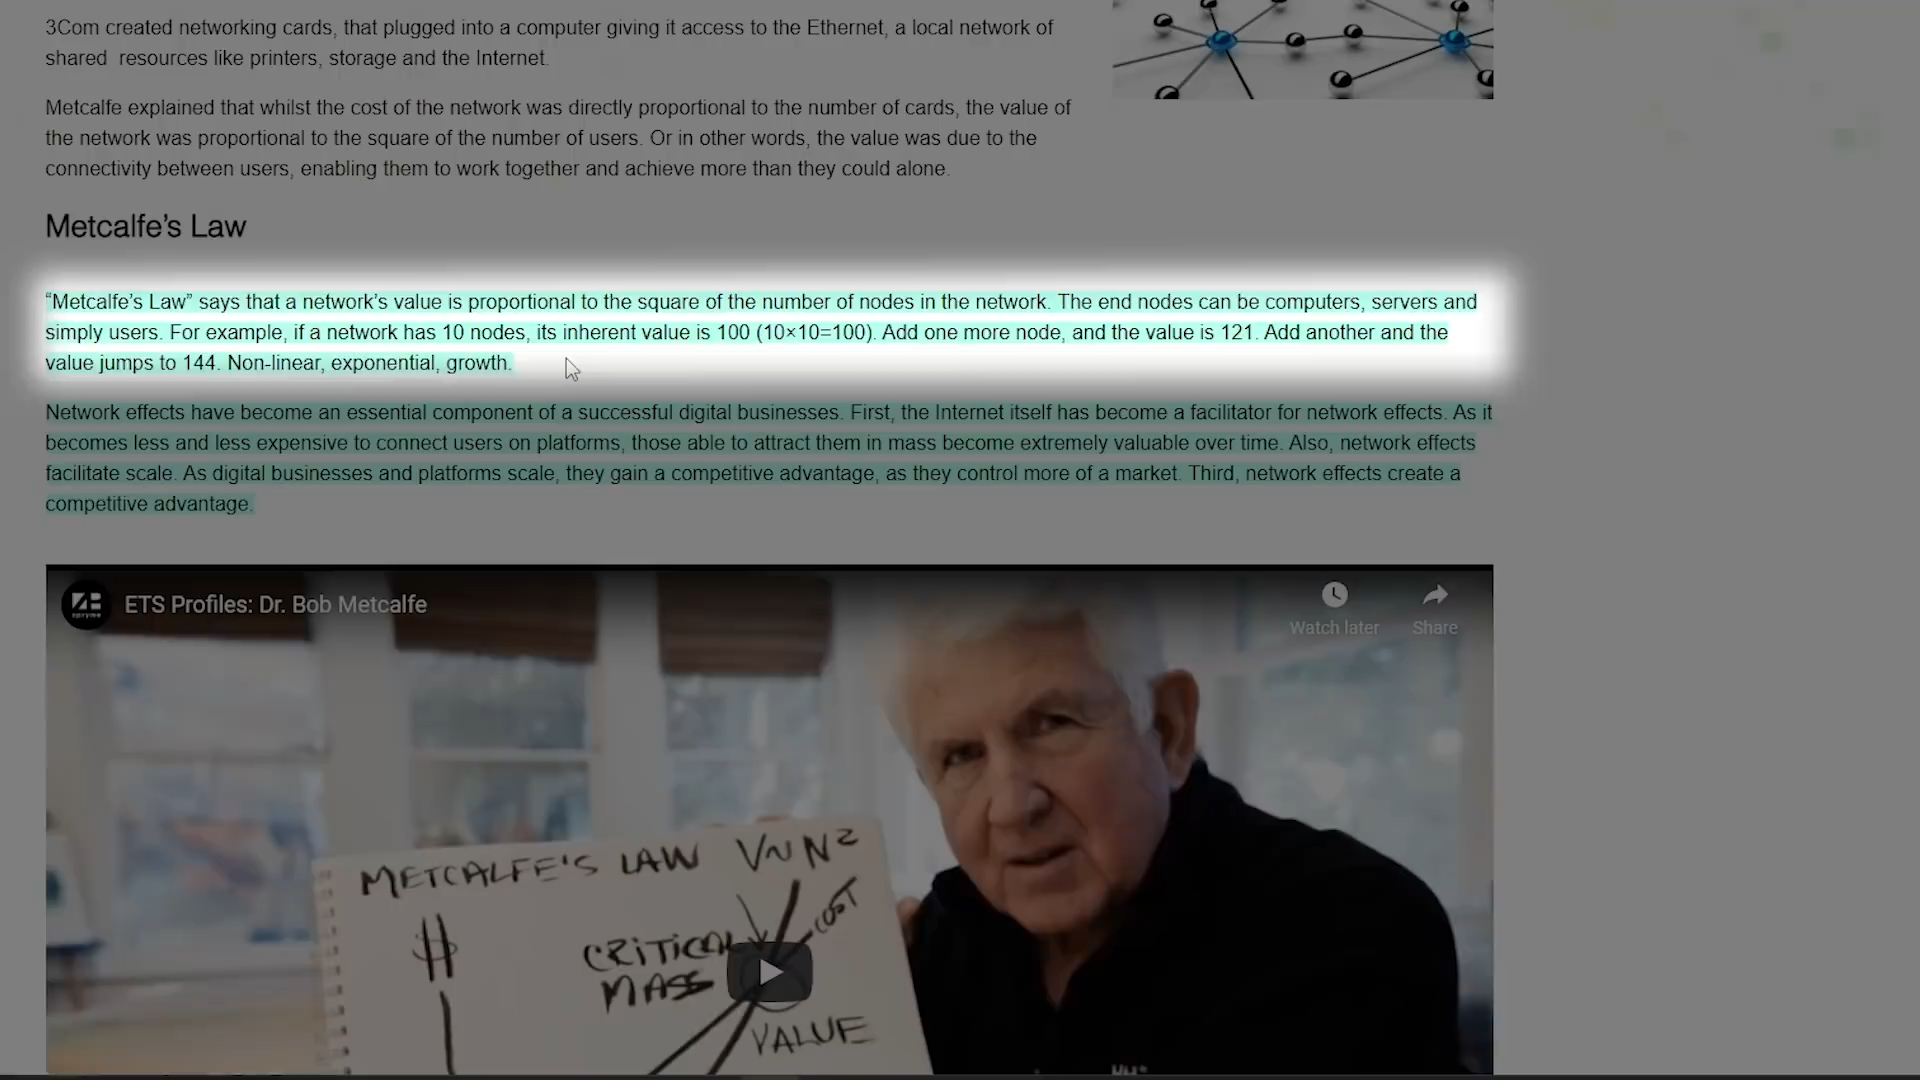 3Com created networking cards, that plugged into a computer giving it access to the Ethernet, a local network of
shared resources like printers, storage and the Internet.
Metcalfe explained that whilst the cost of the network was directly proportional to the number of cards, the value of
the network was proportional to the square of the number of users. Or in other words, the value was due to the
connectivity between users, enabling them to work together and achieve more than they could alone.
Metcalfe’s Law
“Metcalfe’s Law” says that a network’s value is proportional to the square of the number of nodes in the network. The end nodes can be computers, servers and
simply users. For example, if a network has 10 nodes, its inherent value is 100 (10×10=100). Add one more node, and the value is 121. Add another and the
value jumps to 144. Non-linear, exponential, growth.
Network effects have become an essential component of a successful digital businesses. First, the Internet itself has become a facilitator for network effects. As it
becomes less and less expensive to connect users on platforms, those able to attract them in mass become extremely valuable over time. Also, network effects
facilitate scale. As digital businesses and platforms scale, they gain a competitive advantage, as they control more of a market. Third, network effects create a
competitive advantage.
ETS Profiles: Dr. Bob Metcalfe
Watch later
Share
METCALFE'S LAW V~N²
$
COST
CRITICAL
MASS
VALUE